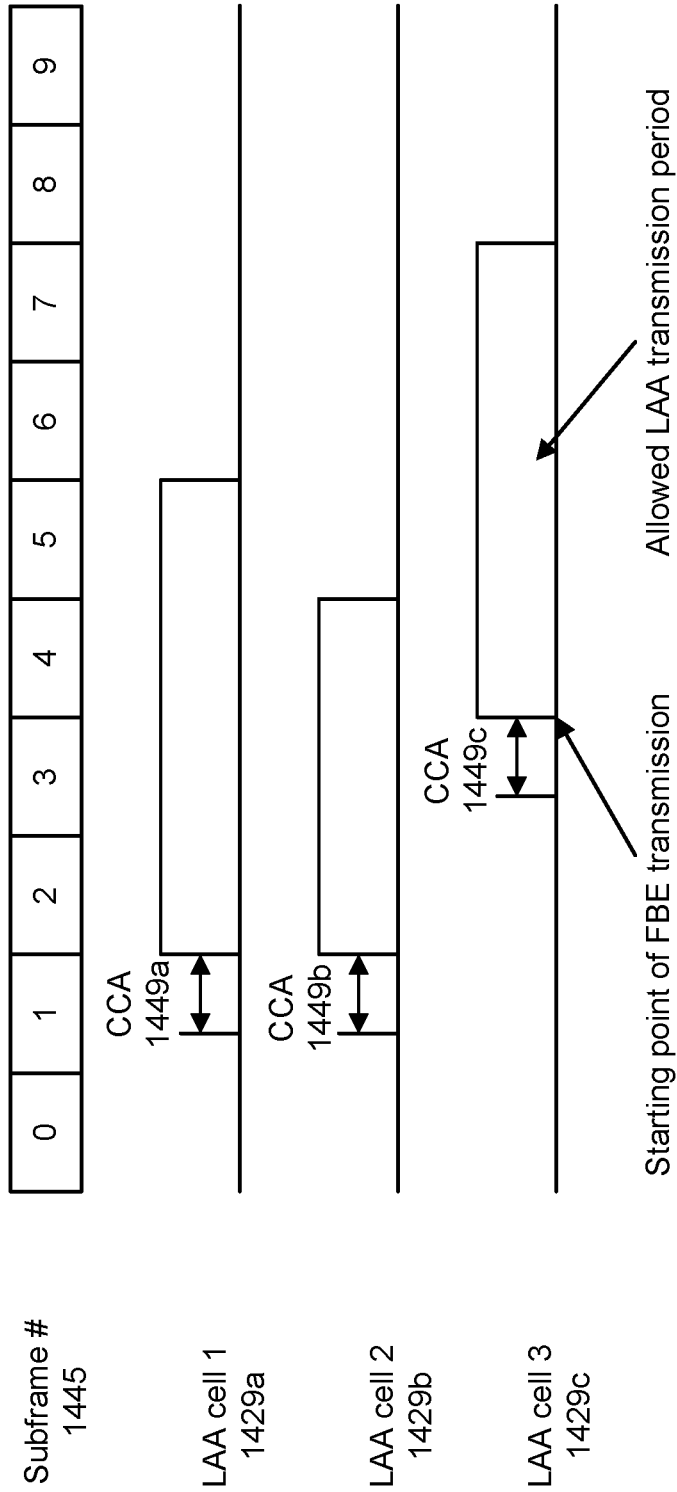 Subframe #
1445
0 1 2 3 4 5 6 7 8 9
LAA cell 1
1429a
CCA
1449a
LAA cell 2
1429b
CCA
1449b
LAA cell 3
1429c
CCA
1449c
Starting point of FBE transmission
Allowed LAA transmission period